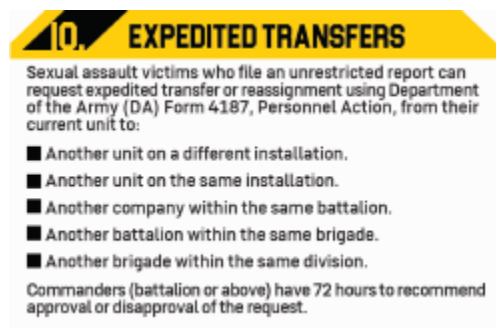 10. EXPEDITED TRANSFERS
Sexual assault victims who file an unrestricted report can
request expedited transfer or reassignment using Department
of the Army (DA) Form 4187, Personnel Action, from their
current unit to:
■ Another unit on a different installation.
■ Another unit on the same installation.
■ Another company within the same battalion.
■ Another battalion within the same brigade.
■ Another brigade within the same division.
Commanders (battalion or above) have 72 hours to recommend
approval or disapproval of the request.